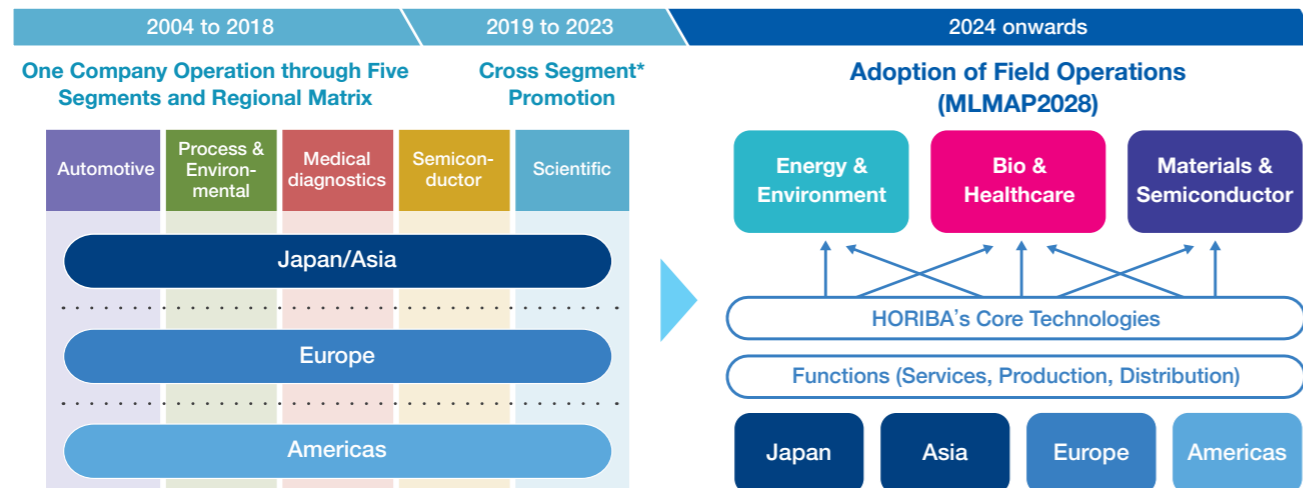 2004 to 2018
2019 to 2023
2024 onwards
One Company Operation through Five
Segments and Regional Matrix
Cross Segment*
Promotion
Adoption of Field Operations
(MLMAP2028)
Automotive
Process &
Environ-
mental
Medical
diagnostics
Semicon-
ductor
Scientific
Japan/Asia
Europe
Americas
Energy &
Environment
Bio &
Healthcare
Materials &
Semiconductor
HORIBA's Core Technologies
Functions (Services, Production, Distribution)
Japan
Asia
Europe
Americas